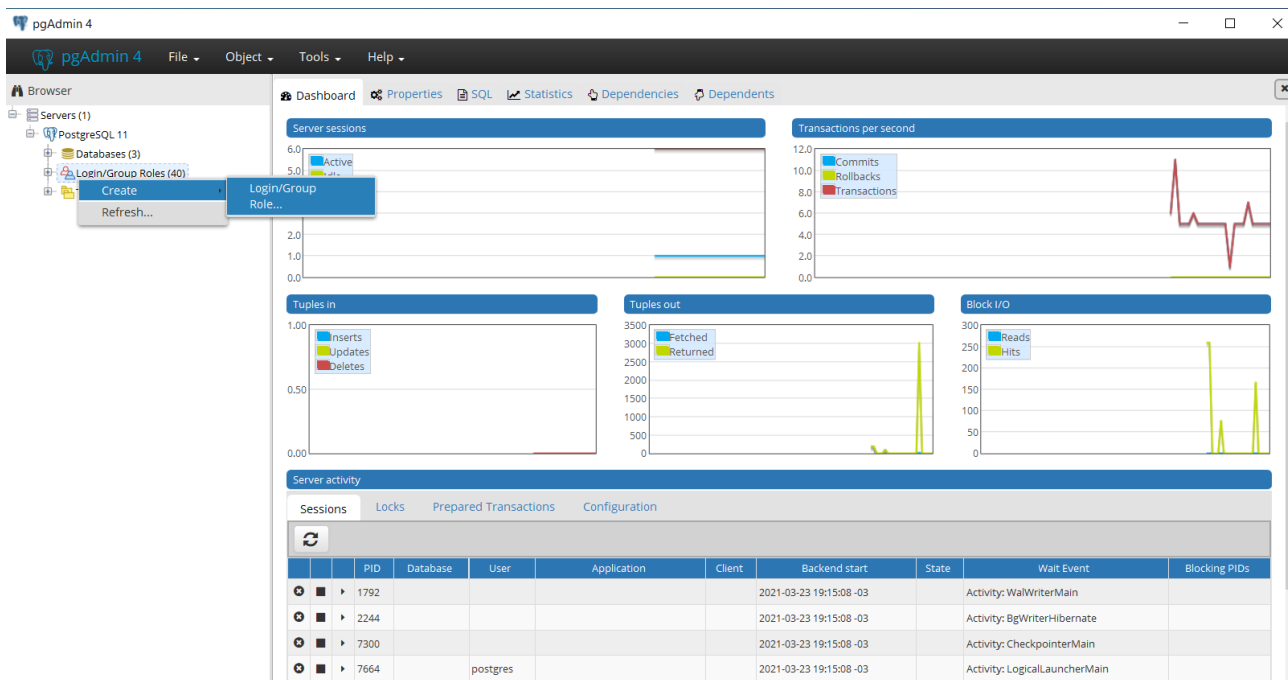 pgAdmin 4
pgAdmin 4 File Object Tools Help
Browser
Servers (1)
PostgreSQL 11
Databases (3)
Login/Group Roles (40)
Create
Refresh...
Login/Group
Role...
Dashboard Properties SQL Statistics Dependencies Dependents
Server sessions
6.0
5.0
2.0
1.0
0.0
Active
Transactions per second
12.0
10.0
8.0
6.0
4.0
2.0
0.0
Commits
Rollbacks
Transactions
Tuples in
1.00
0.50
0.00
Inserts
Updates
Deletes
Tuples out
3500
3000
2500
2000
1500
1000
500
0
Fetched
Returned
Block I/O
300
250
200
150
100
50
0
Reads
Hits
Server activity
Sessions Locks Prepared Transactions Configuration
PID Database User Application Client Backend start State Wait Event Blocking PIDs
1792 2021-03-23 19:15:08 -03 Activity: WalWriterMain
2244 2021-03-23 19:15:08 -03 Activity: BgWriterHibernate
7300 2021-03-23 19:15:08 -03 Activity: CheckpointerMain
7664 postgres 2021-03-23 19:15:08 -03 Activity: LogicalLauncherMain